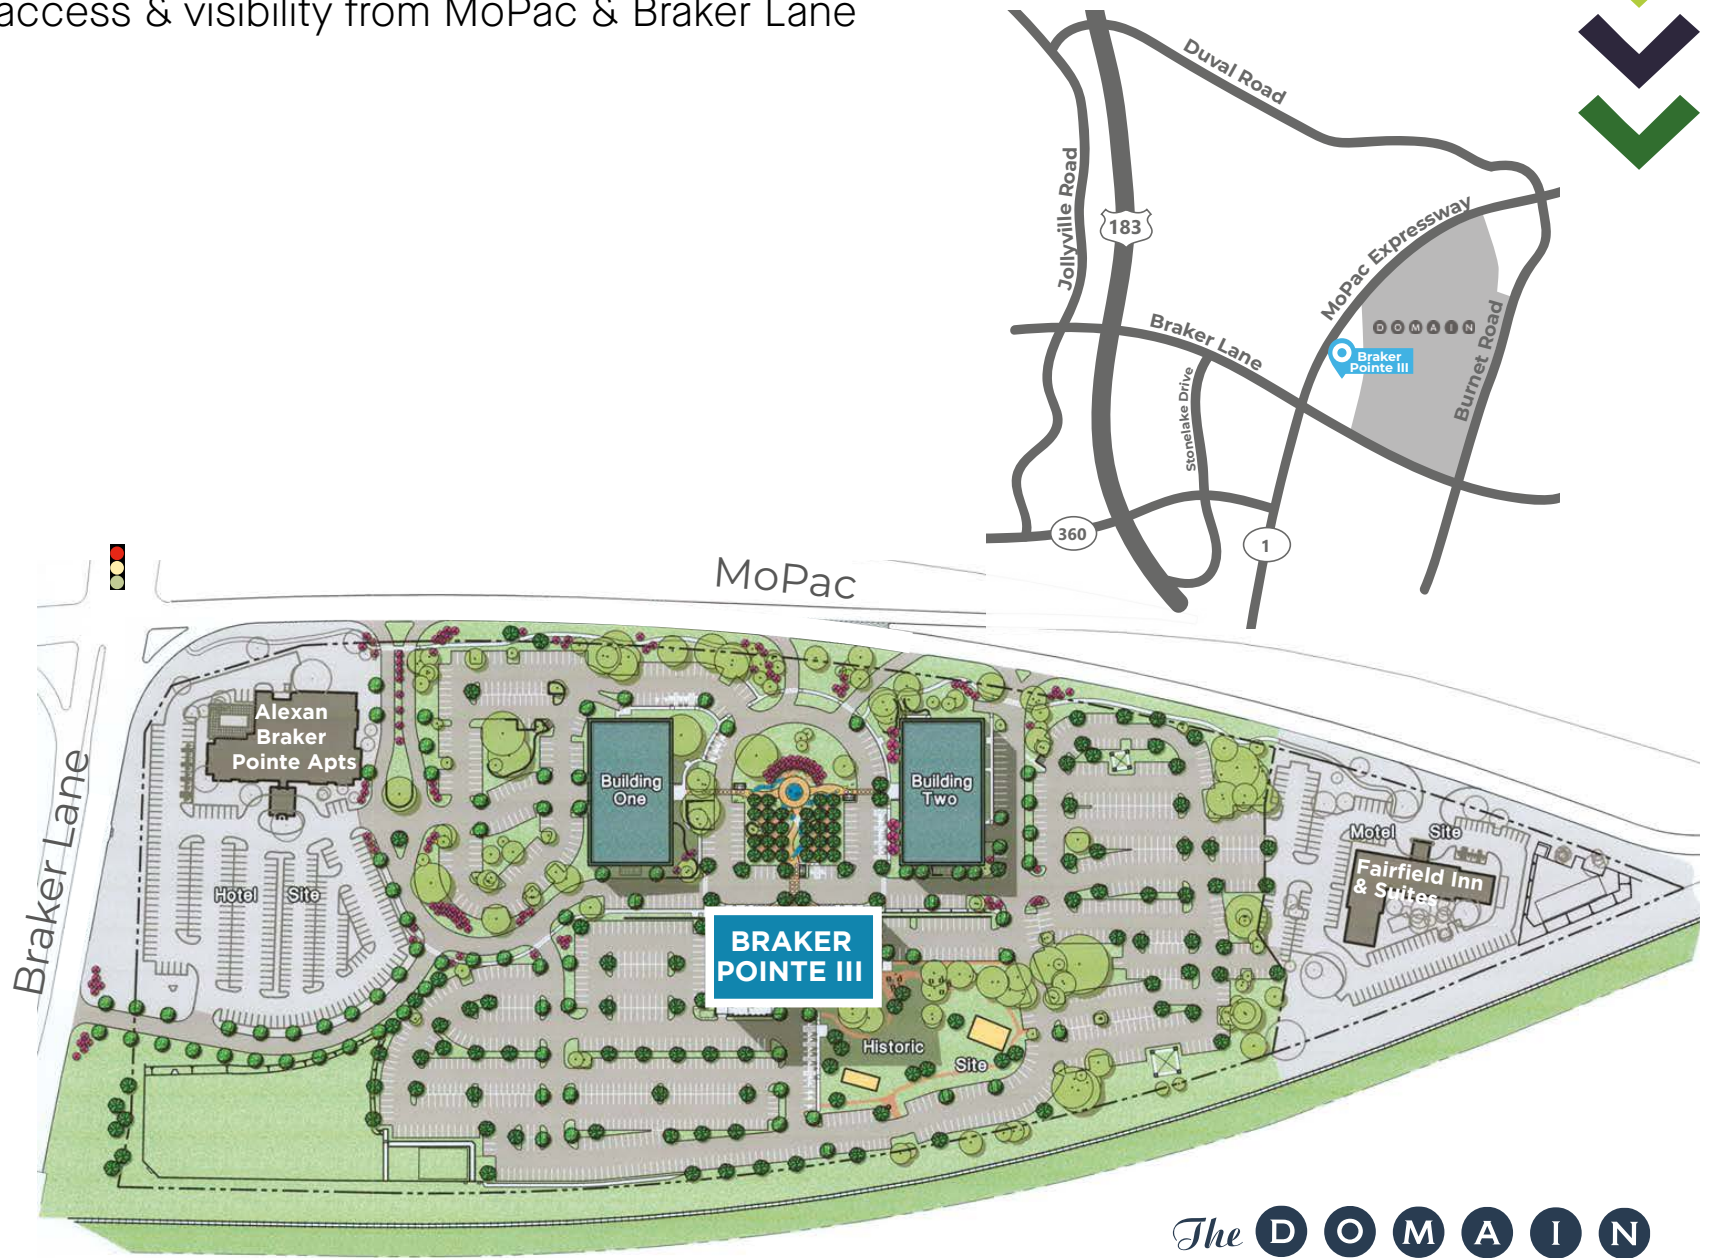 access & visibility from MoPac & Braker Lane
Duval Road
Jollyville Road
183
MoPac Expressway
DOMAIN
Braker Lane
Braker
Pointe III
Burnet Road
Stonelake Drive
360
1
MoPac
Braker Lane
Alexan
Braker
Pointe Apts
Building
One
Building
Two
Motel Site
Fairfield Inn
& Suites
Hotel Site
BRAKER
POINTE III
Historic
Site
The DOMAIN